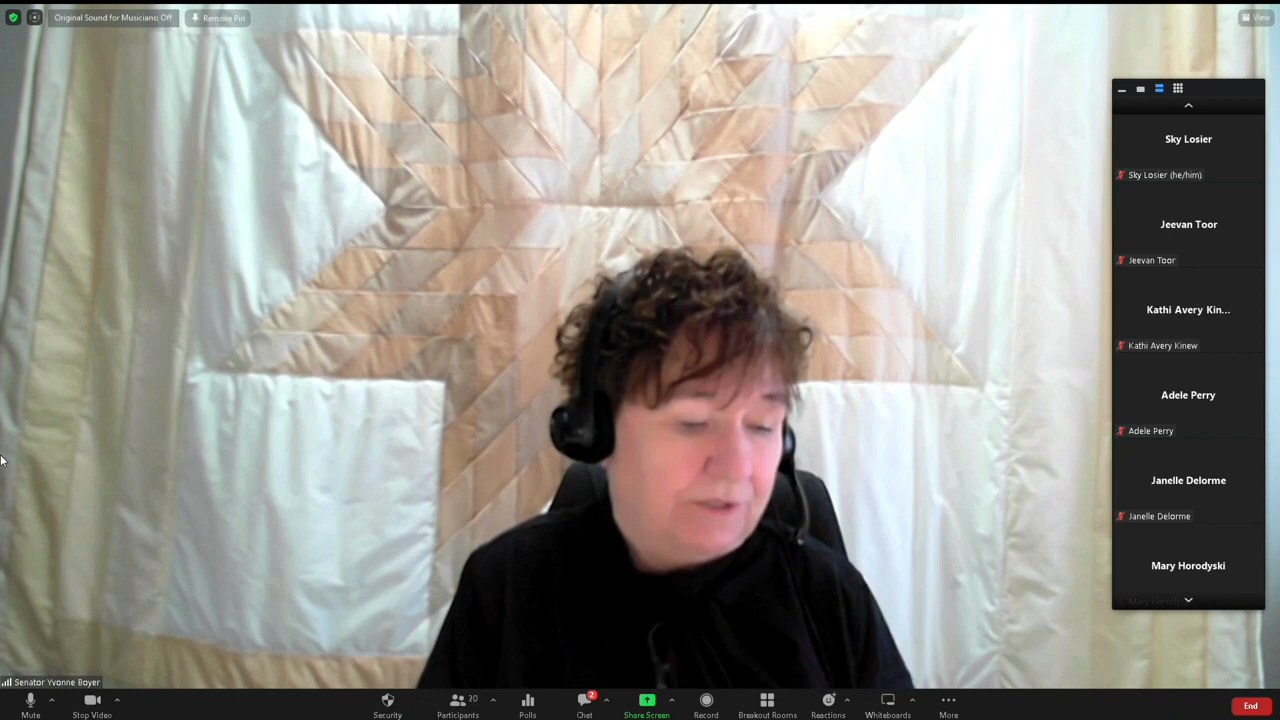 Original Sound for Musicians: Off
Remove Pin
View
Sky Losier
Sky Losier (he/him)
Jeevan Toor
Jeevan Toor
Kathi Avery Kin...
Kathi Avery Kinew
Adele Perry
Adele Perry
Janelle Delorme
Janelle Delorme
Mary Horodyski
Senator Yvonne Boyer
Mute
Stop Video
Security
Participants
20
Polls
Chat
2
Share Screen
Record
Breakout Rooms
Reactions
Whiteboards
More
End